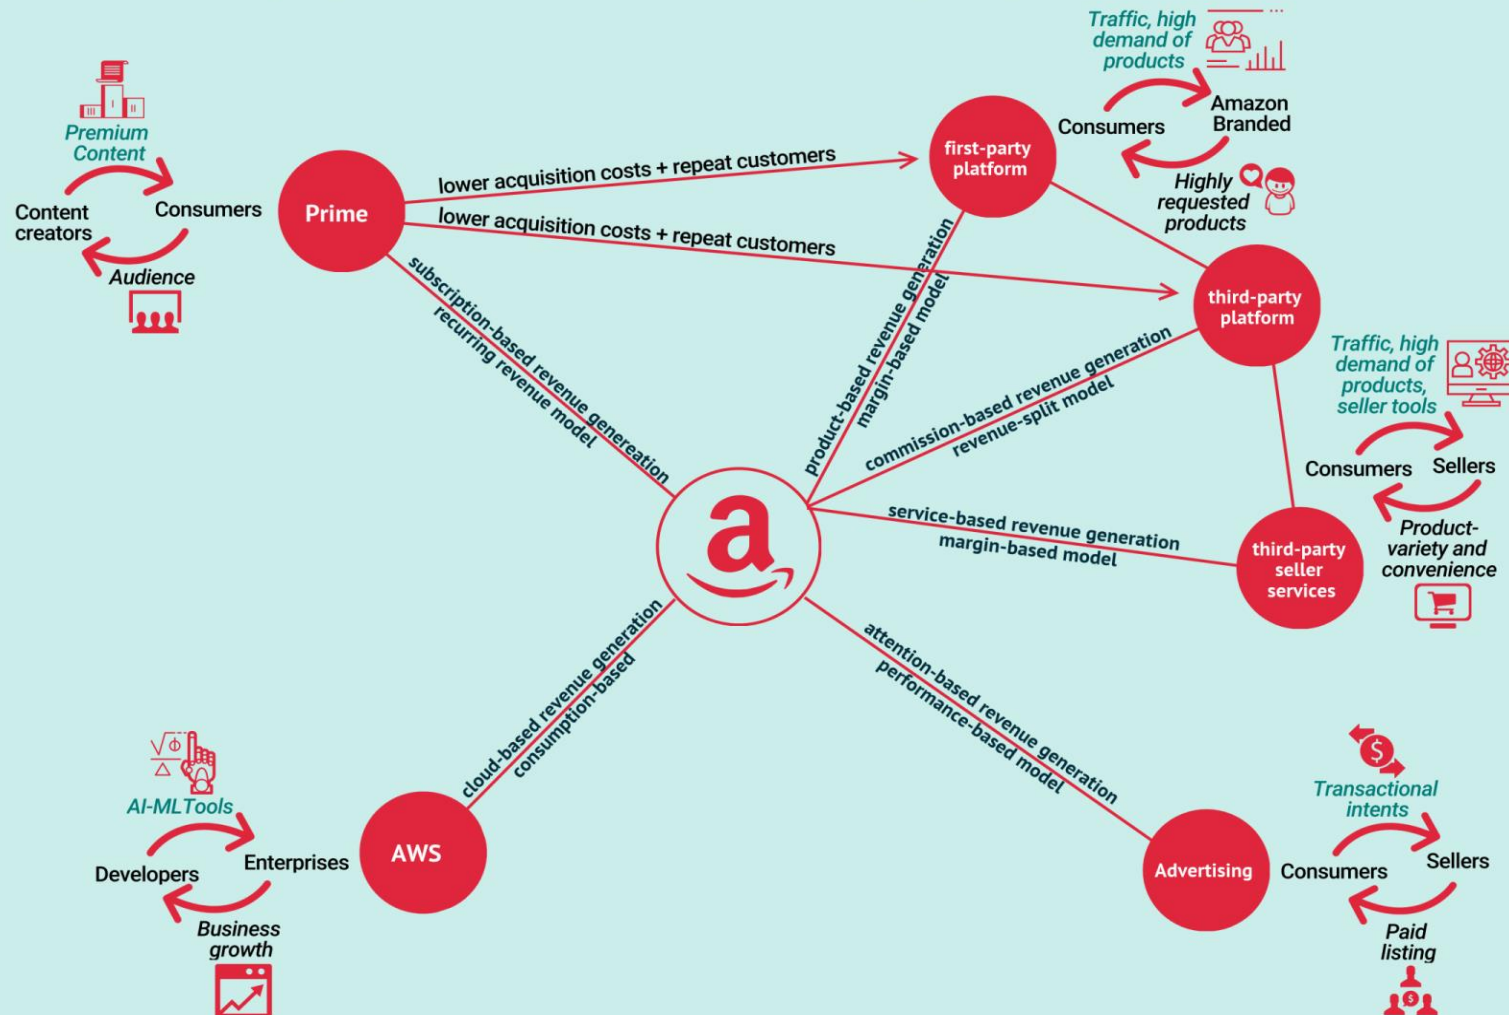 Premium
Content
Content
creators
Consumers
Audience
Prime
lower acquisition costs + repeat customers
lower acquisition costs + repeat customers
subscription-based revenue genereation
recurring revenue model
first-party
platform
Traffic, high
demand of
products
Consumers
Amazon
Branded
Highly
requested
products
product-based revenue generation
margin-based model
third-party
platform
commission-based revenue generation
revenue-split model
Traffic, high
demand of
products,
seller tools
Consumers
Sellers
Product-
variety and
convenience
service-based revenue generation
margin-based model
third-party
seller
services
a
cloud-based revenue generation
consumption-based
AWS
AI-MLTools
Developers
Enterprises
Business
growth
attention-based revenue generation
performance-based model
Advertising
Transactional
intents
Consumers
Sellers
Paid
listing